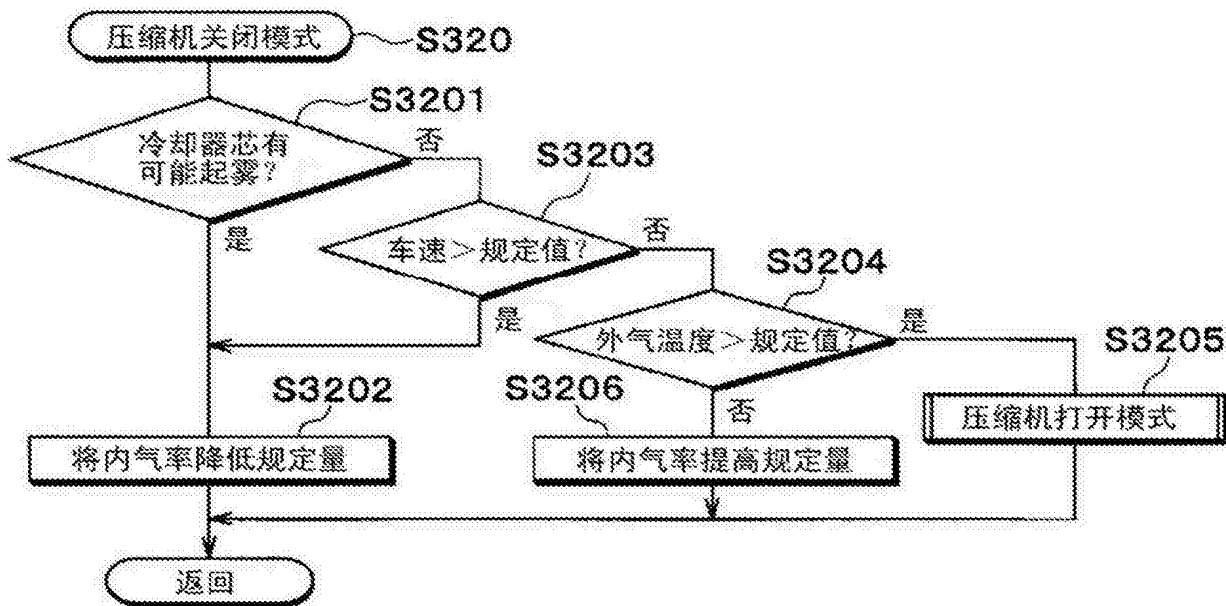 压缩机关闭模式
S320
S3201
冷却器芯有
可能起雾?
否
是
S3203
车速＞规定值?
否
是
S3204
外气温度＞规定值?
是
否
S3205
压缩机打开模式
S3202
将内气率降低规定量
S3206
将内气率提高规定量
返回